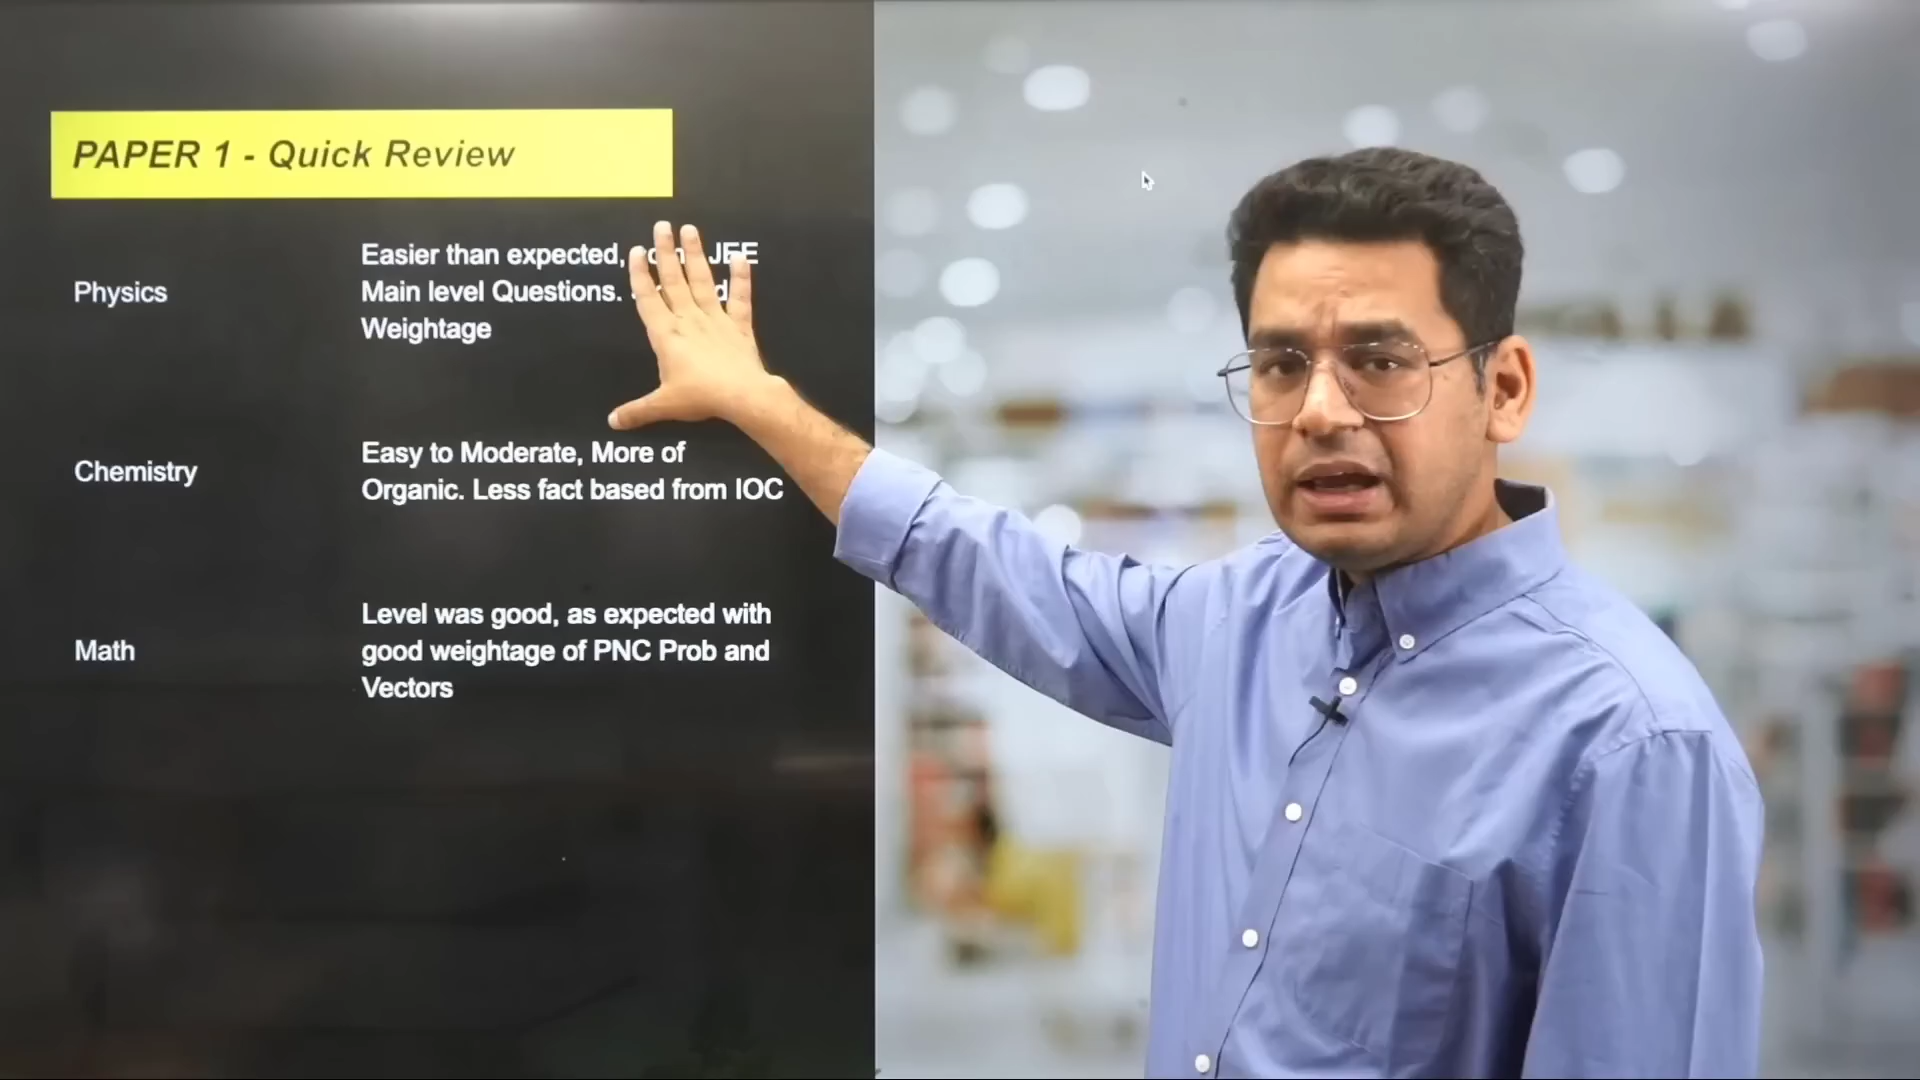 PAPER 1 - Quick Review
Physics
Easier than expected, JEE
Main level Questions.
Weightage
Chemistry
Easy to Moderate, More of
Organic. Less fact based from IOC
Math
Level was good, as expected with
good weightage of PNC Prob and
Vectors